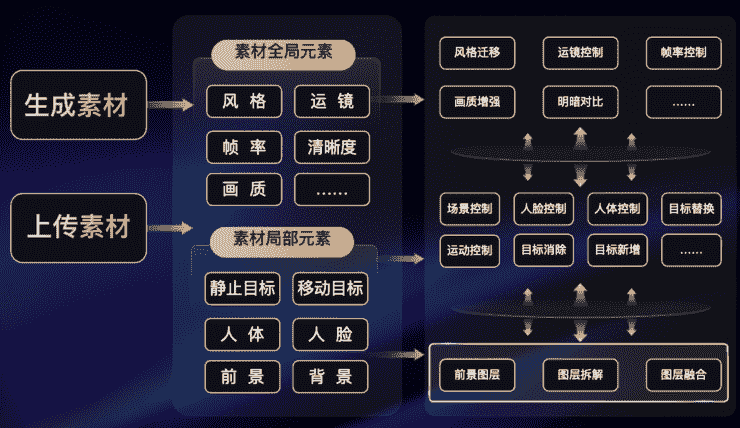 生成素材
上传素材
素材全局元素
风 格
运 镜
帧 率
清晰度
画 质
……
素材局部元素
静止目标
移动目标
人 体
人 脸
前 景
背 景
风格迁移
运镜控制
帧率控制
画质增强
明暗对比
……
场景控制
人脸控制
人体控制
目标替换
运动控制
目标消除
目标新增
……
前景图层
图层拆解
图层融合